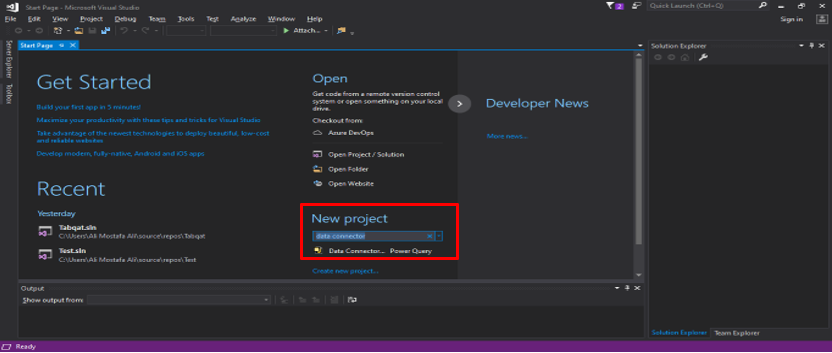 Start Page - Microsoft Visual Studio
2
Quick Launch (Ctrl+Q)
File Edit View Project Debug Team Tools Test Analyze Window Help
Sign in
Attach...
Server Explorer
Toolbox
Start Page
Get Started
Build your first app in 5 minutes!
Maximize your productivity with these tips and tricks for Visual Studio
Take advantage of the newest technologies to deploy beautiful, low-cost
and reliable websites
Develop modern, fully-native, Android and iOS apps
Recent
Yesterday
Tabqat.sln
C:\Users\Ali Mostafa Ali\source\repos\Tabqat
Test.sln
C:\Users\Ali Mostafa Ali\source\repos\Test
Open
Get code from a remote version control
system or open something on your local
drive.
Checkout from:
Azure DevOps
Open Project / Solution
Open Folder
Open Website
New project
data connector
Data Connector... Power Query
Create new project...
Developer News
More news...
Solution Explorer
Output
Show output from:
Solution Explorer Team Explorer
Ready